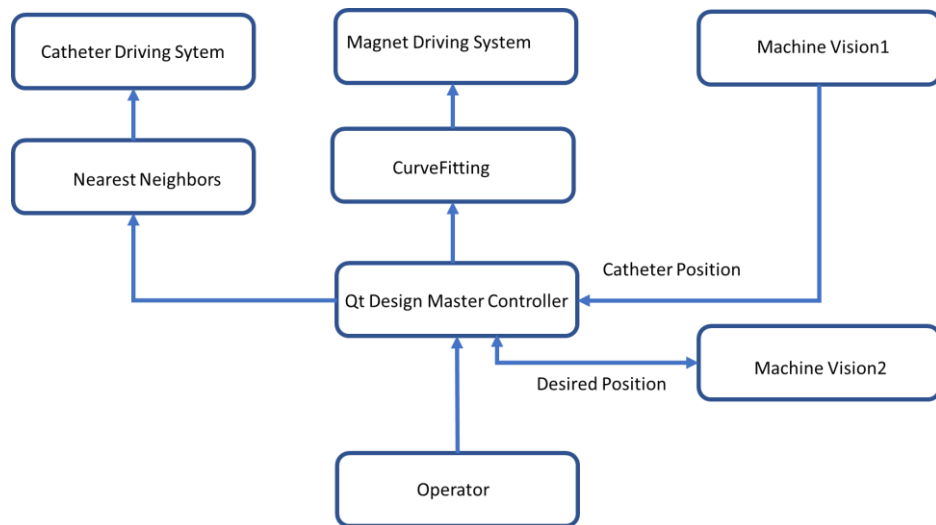 Catheter Driving Sytem
Magnet Driving System
Machine Vision1
Nearest Neighbors
CurveFitting
Catheter Position
Qt Design Master Controller
Machine Vision2
Desired Position
Operator